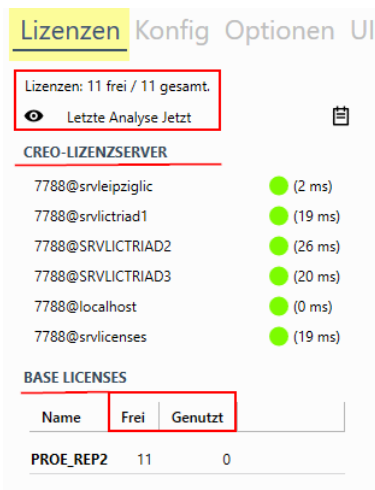 Lizenzen Konfig Optionen UI
Lizenzen: 11 frei / 11 gesamt.
Letzte Analyse Jetzt
CREO-LIZENZSERVER
7788@srvleipziglic (2 ms)
7788@srvlictriad1 (19 ms)
7788@SRVLICTRIAD2 (26 ms)
7788@SRVLICTRIAD3 (20 ms)
7788@localhost (0 ms)
7788@srvlicenses (19 ms)
BASE LICENSES
Name Frei Genutzt
PROE_REP2 11 0